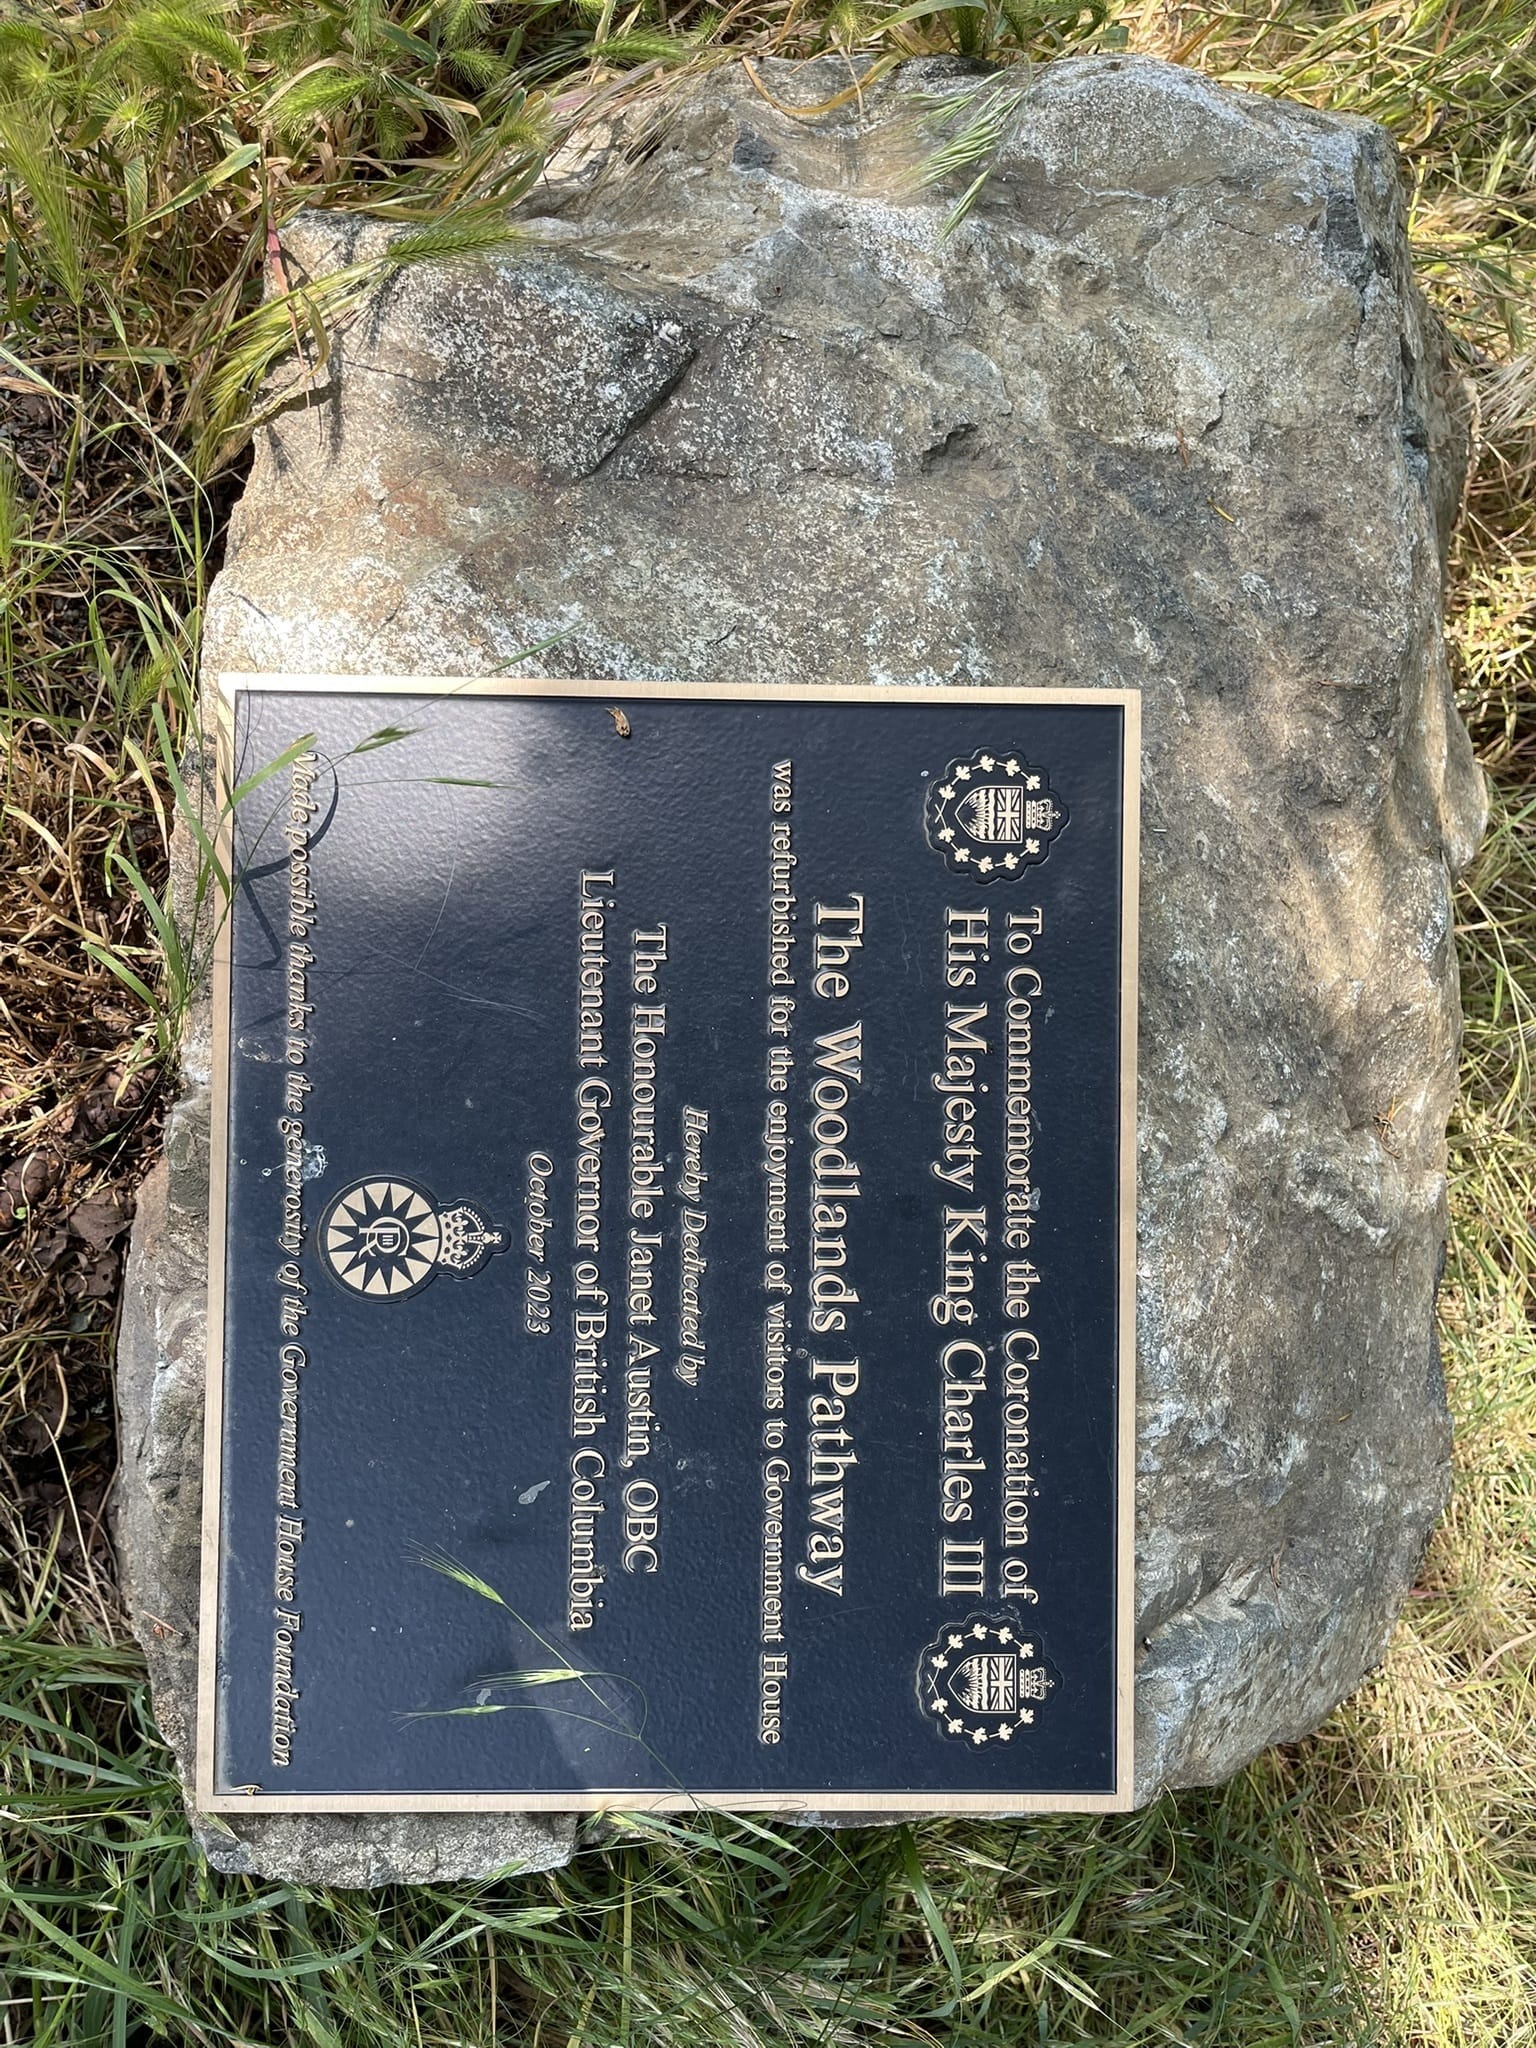 To Commemorate the Coronation of
His Majesty King Charles III
The Woodlands Pathway
was refurbished for the enjoyment of visitors to Government House
Hereby Dedicated by
The Honourable Janet Austin, OBC
Lieutenant Governor of British Columbia
October 2023
CIIIR
Made possible thanks to the generosity of the Government House Foundation